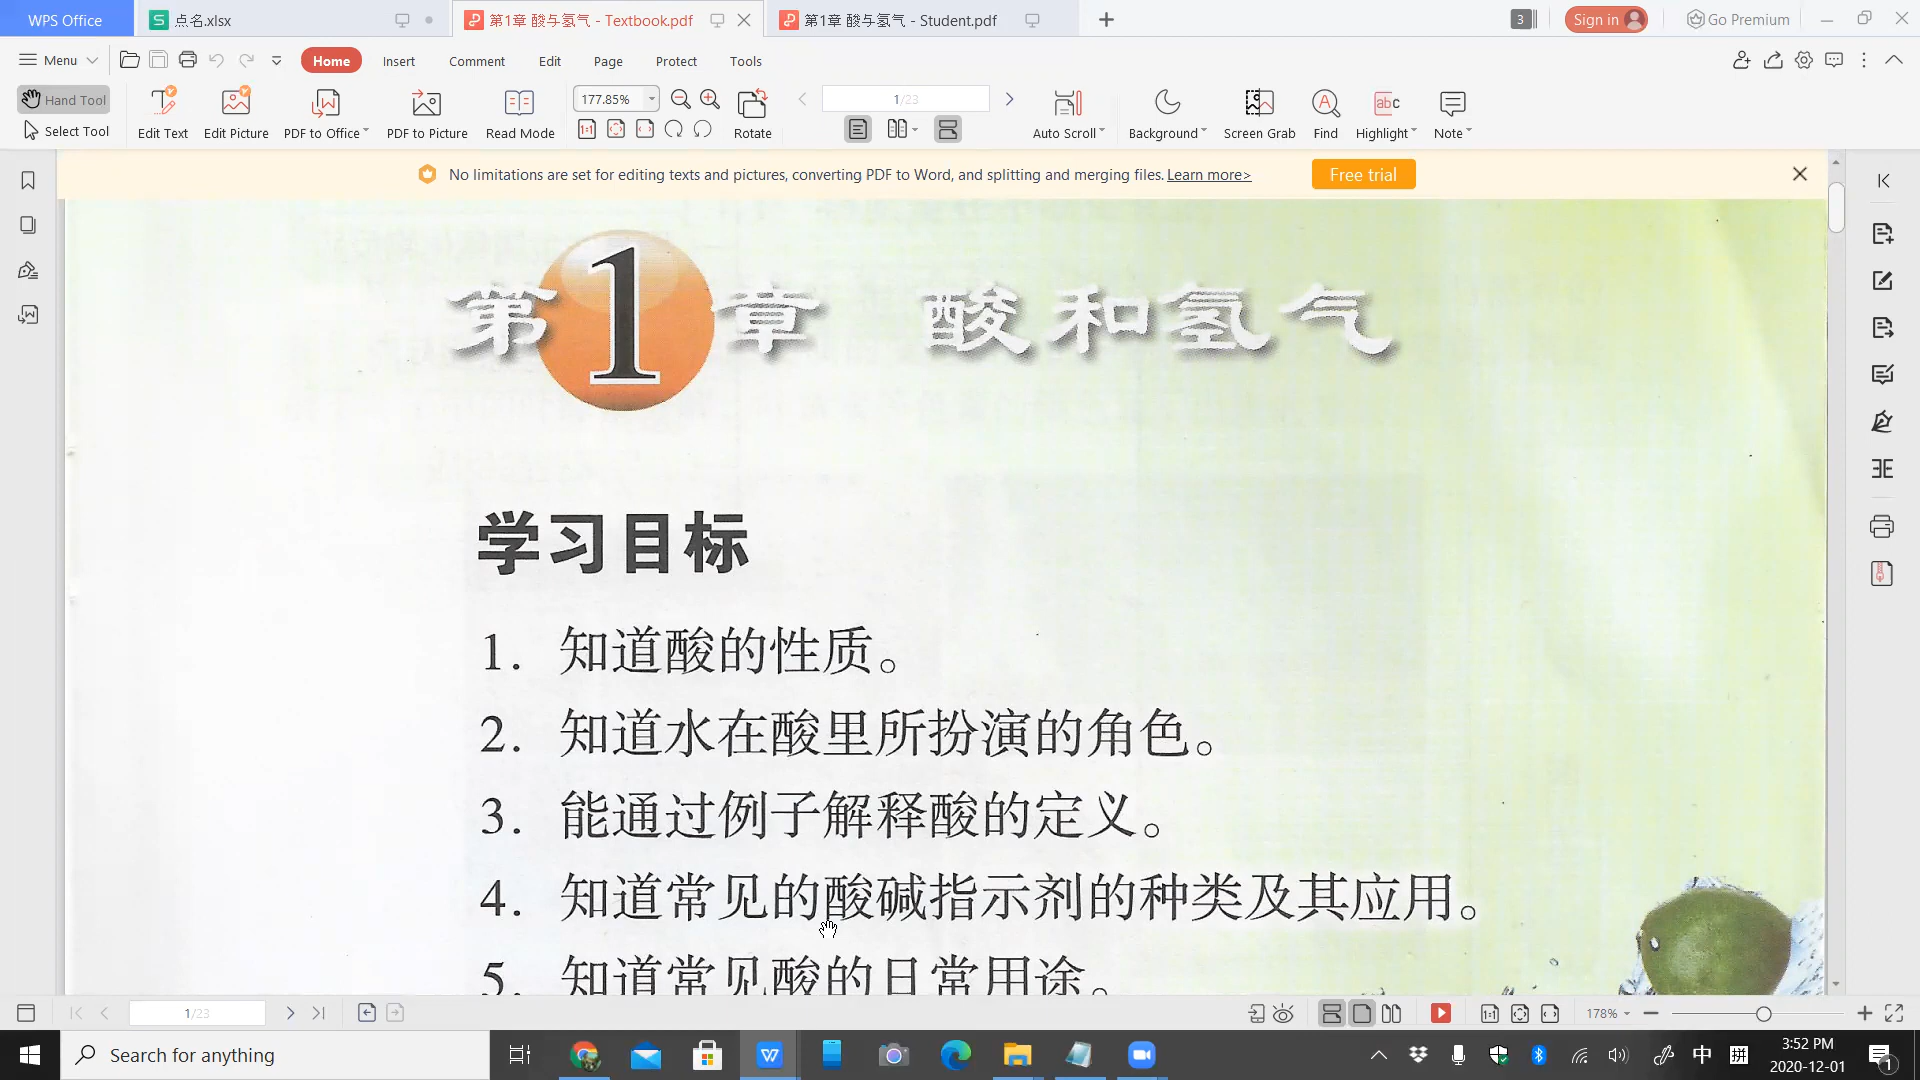 WPS Office
点名.xlsx
第1章 酸与氢气 - Textbook.pdf
第1章 酸与氢气 - Student.pdf
3
Sign in
Go Premium
Menu
Home
Insert
Comment
Edit
Page
Protect
Tools
Hand Tool
Select Tool
Edit Text
Edit Picture
PDF to Office
PDF to Picture
Read Mode
177.85%
Rotate
1/23
Auto Scroll
Background
Screen Grab
Find
Highlight
Note
No limitations are set for editing texts and pictures, converting PDF to Word, and splitting and merging files. Learn more>
Free trial
第1章 酸和氢气
学习目标
1. 知道酸的性质。
2. 知道水在酸里所扮演的角色。
3. 能通过例子解释酸的定义。
4. 知道常见的酸碱指示剂的种类及其应用。
5. 知道常见酸的日常用途。
1/23
178%
Search for anything
中
拼
3:52 PM
2020-12-01
1